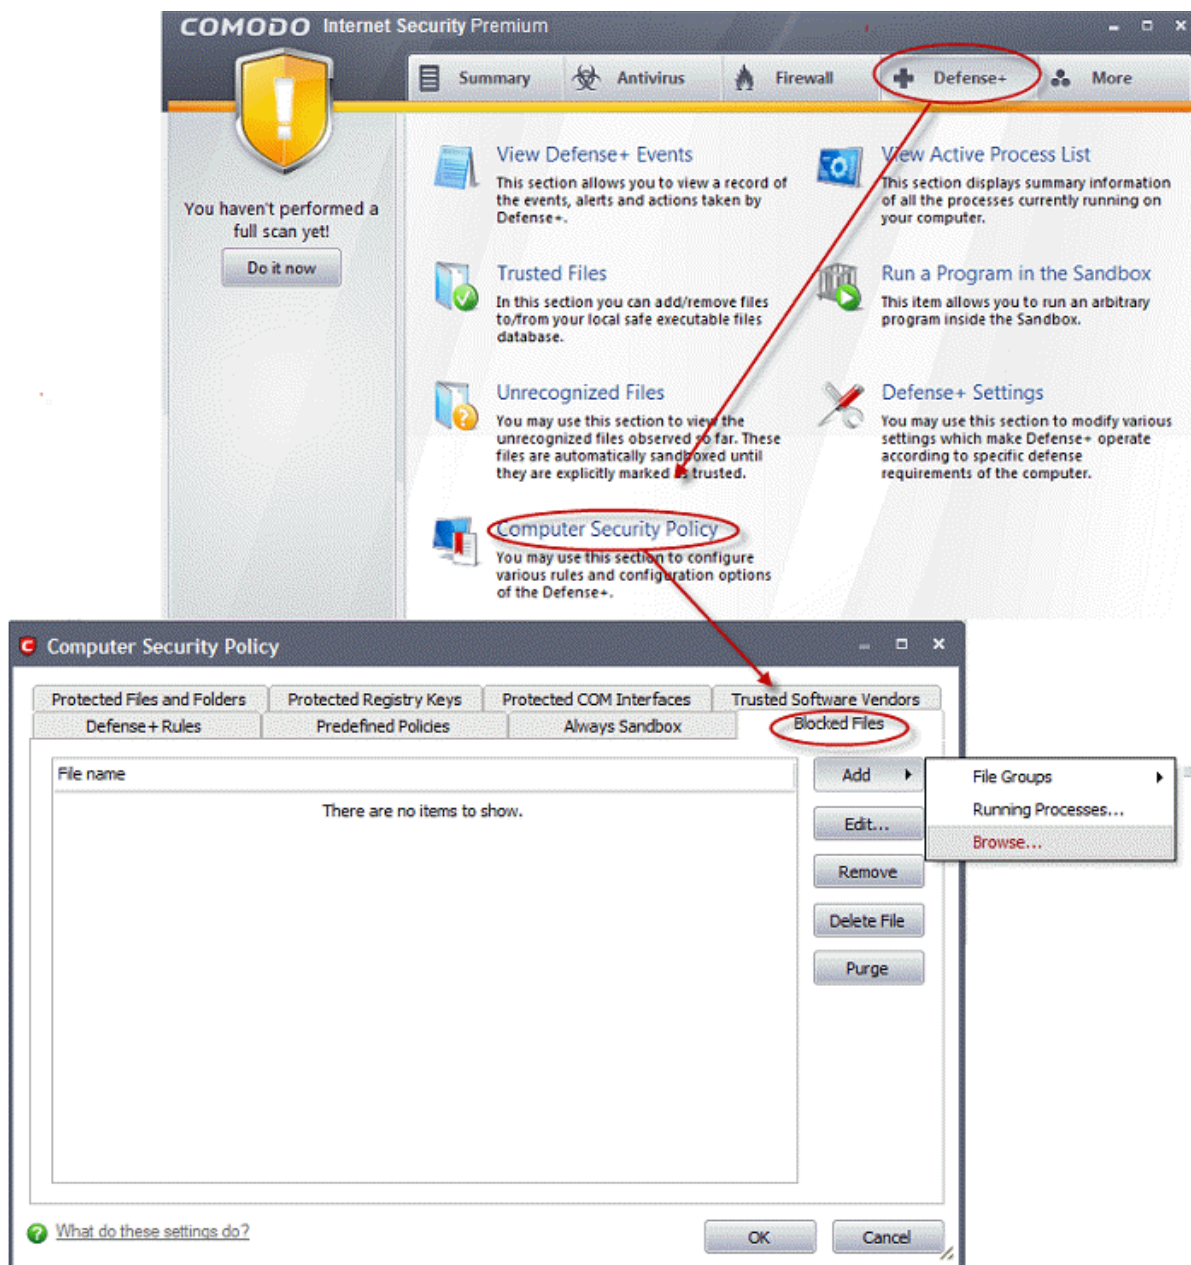 COMODO Internet Security Premium
Summary
Antivirus
Firewall
Defense+
More
You haven't performed a
full scan yet!
Do it now
View Defense+ Events
This section allows you to view a record of
the events, alerts and actions taken by
Defense+.
View Active Process List
This section displays summary information
of all the processes currently running on
your computer.
Trusted Files
In this section you can add/remove files
to/from your local safe executable files
database.
Run a Program in the Sandbox
This item allows you to run an arbitrary
program inside the Sandbox.
Unrecognized Files
You may use this section to view the
unrecognized files observed so far. These
files are automatically sandboxed until
they are explicitly marked as trusted.
Defense+ Settings
You may use this section to modify various
settings which make Defense+ operate
according to specific defense
requirements of the computer.
Computer Security Policy
You may use this section to configure
various rules and configuration options
of the Defense+.
Computer Security Policy
Protected Files and Folders
Protected Registry Keys
Protected COM Interfaces
Trusted Software Vendors
Defense+ Rules
Predefined Policies
Always Sandbox
Blocked Files
File name
There are no items to show.
Add
Edit...
Remove
Delete File
Purge
File Groups
Running Processes...
Browse...
What do these settings do?
OK
Cancel